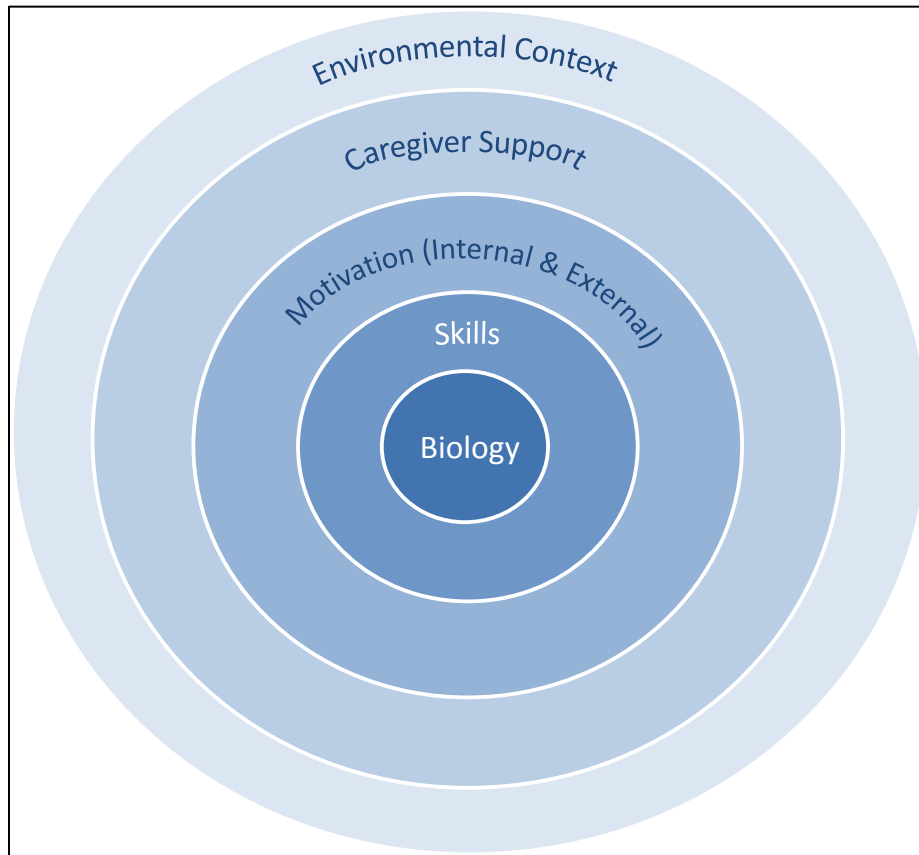 Environmental Context
Caregiver Support
Motivation (Internal & External)
Skills
Biology